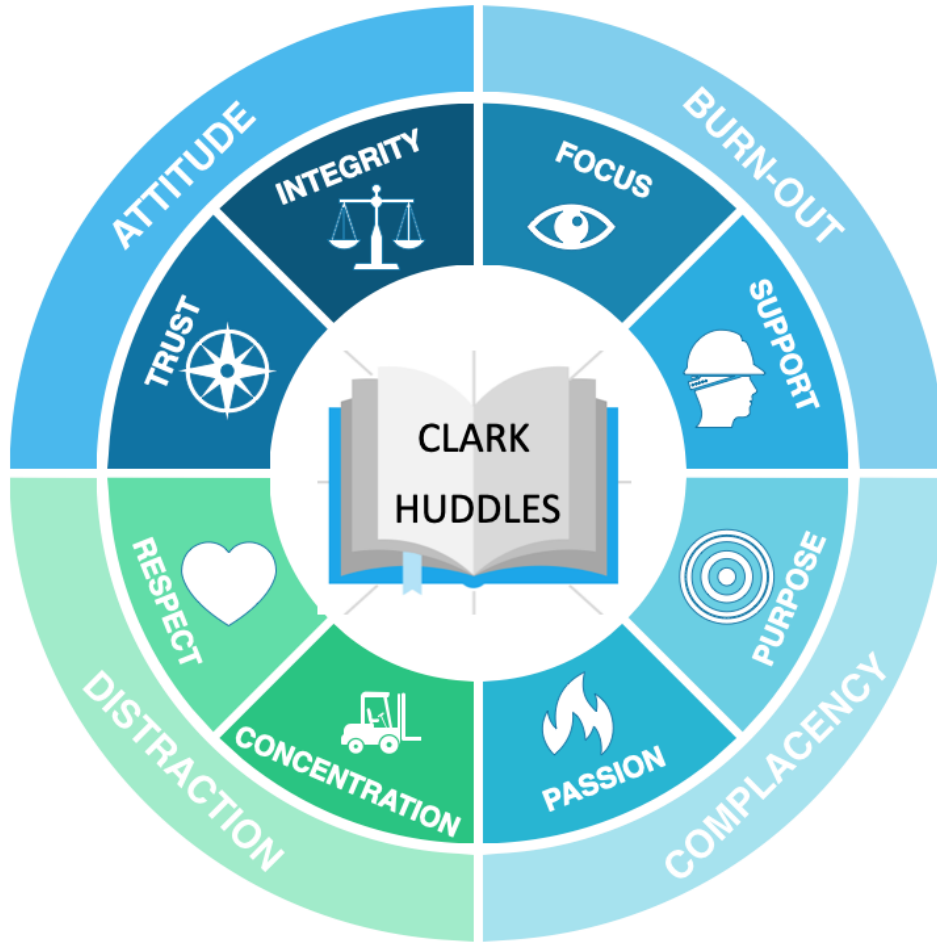 ATTITUDE
BURN-OUT
INTEGRITY
FOCUS
TRUST
SUPPORT
CLARK
HUDDLES
RESPECT
PURPOSE
CONCENTRATION
PASSION
DISTRACTION
COMPLACENCY